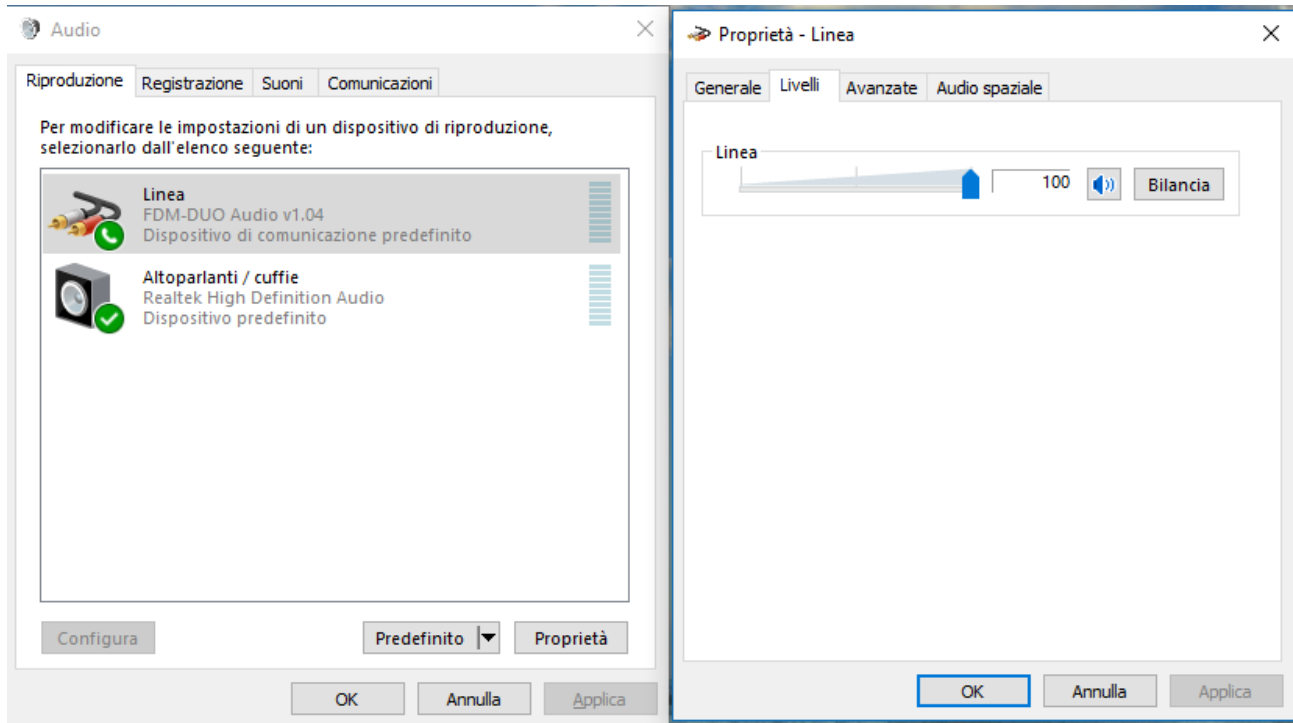 Audio
Riproduzione Registrazione Suoni Comunicazioni
Per modificare le impostazioni di un dispositivo di riproduzione,
selezionarlo dall'elenco seguente:
Linea
FDM-DUO Audio v1.04
Dispositivo di comunicazione predefinito
Altoparlanti / cuffie
Realtek High Definition Audio
Dispositivo predefinito
Configura Predefinito Proprietà
OK Annulla Applica
Proprietà - Linea
Generale Livelli Avanzate Audio spaziale
Linea
100 Bilancia
OK Annulla Applica